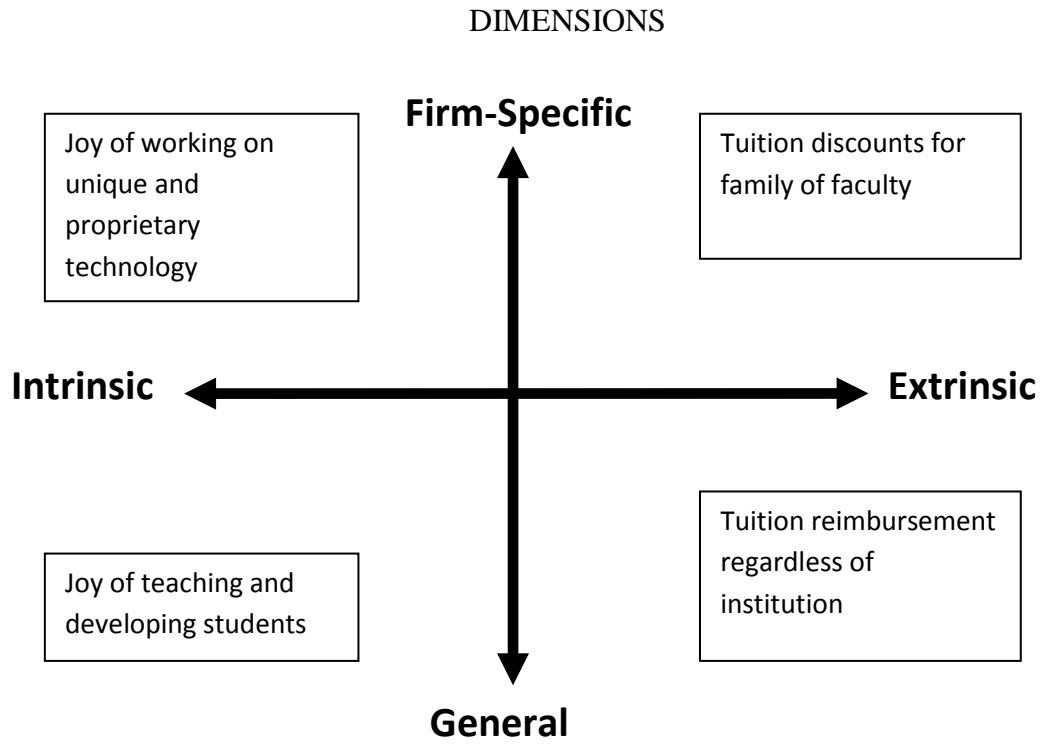 DIMENSIONS
Firm-Specific
Joy of working on
unique and
proprietary
technology
Tuition discounts for
family of faculty
Intrinsic
Extrinsic
Joy of teaching and
developing students
Tuition reimbursement
regardless of
institution
General